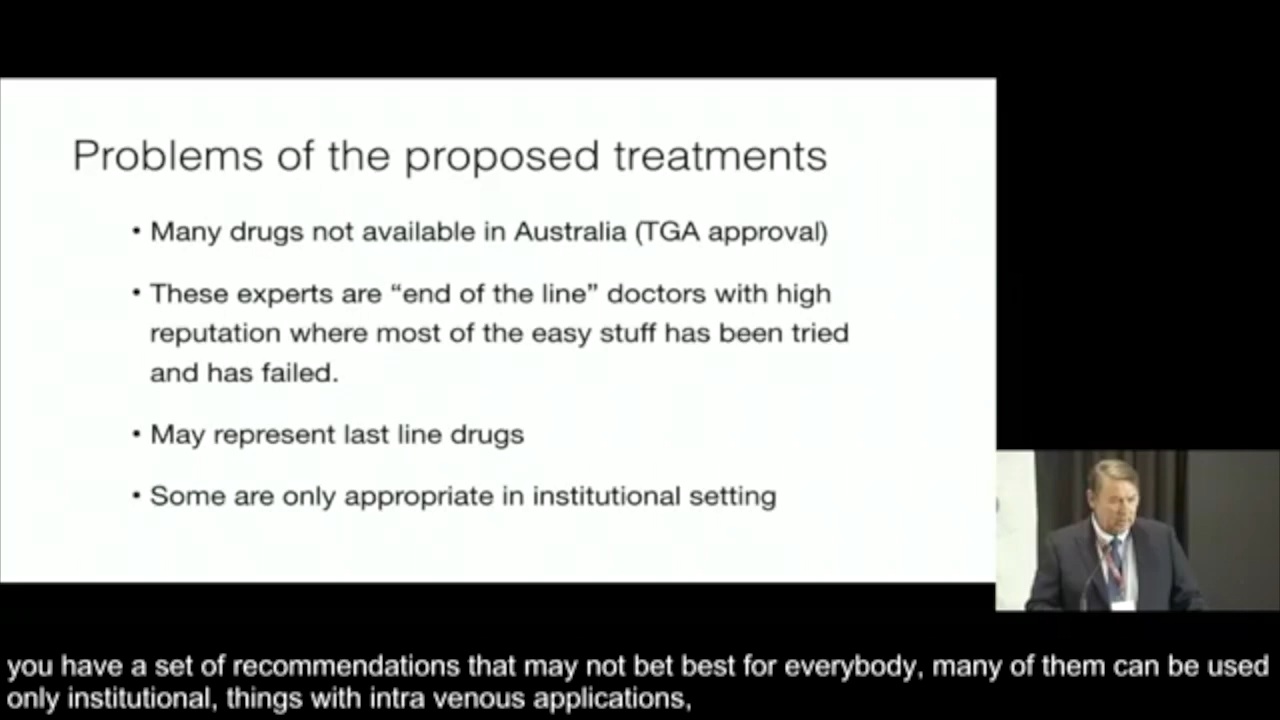 Problems of the proposed treatments
• Many drugs not available in Australia (TGA approval)
• These experts are “end of the line” doctors with high
reputation where most of the easy stuff has been tried
and has failed.
• May represent last line drugs
• Some are only appropriate in institutional setting
you have a set of recommendations that may not bet best for everybody, many of them can be used
only institutional, things with intra venous applications,